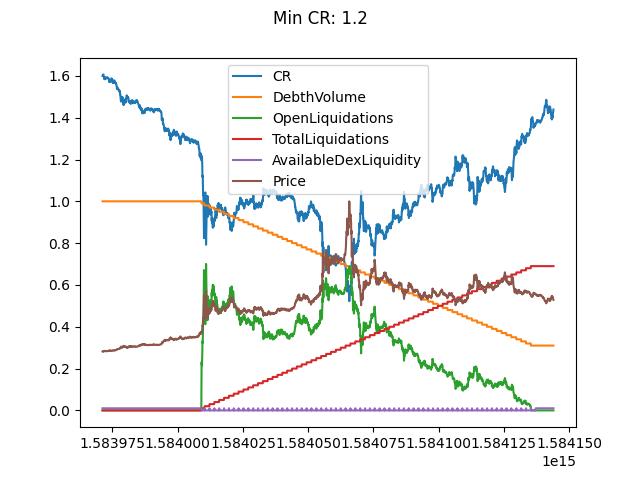 Min CR: 1.2
CR
DebthVolume
OpenLiquidations
TotalLiquidations
AvailableDexLiquidity
Price
1.6
1.4
1.2
1.0
0.8
0.6
0.4
0.2
0.0
1.583975 1.584000 1.584025 1.584050 1.584075 1.584100 1.584125 1.584150
1e15